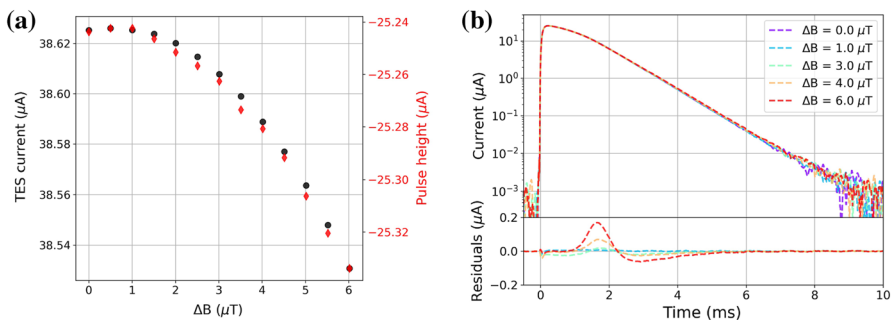 (a)
TES current (μA)
38.62
38.60
38.58
38.56
38.54
0 1 2 3 4 5 6
ΔB (μT)
−25.24
−25.26
−25.28
−25.30
−25.32
Pulse height (μA)
(b)
Current (μA)
10¹
10⁰
10⁻¹
10⁻²
10⁻³
ΔB = 0.0 μT
ΔB = 1.0 μT
ΔB = 3.0 μT
ΔB = 4.0 μT
ΔB = 6.0 μT
Residuals (μA)
0.2
0.0
−0.2
0 2 4 6 8 10
Time (ms)